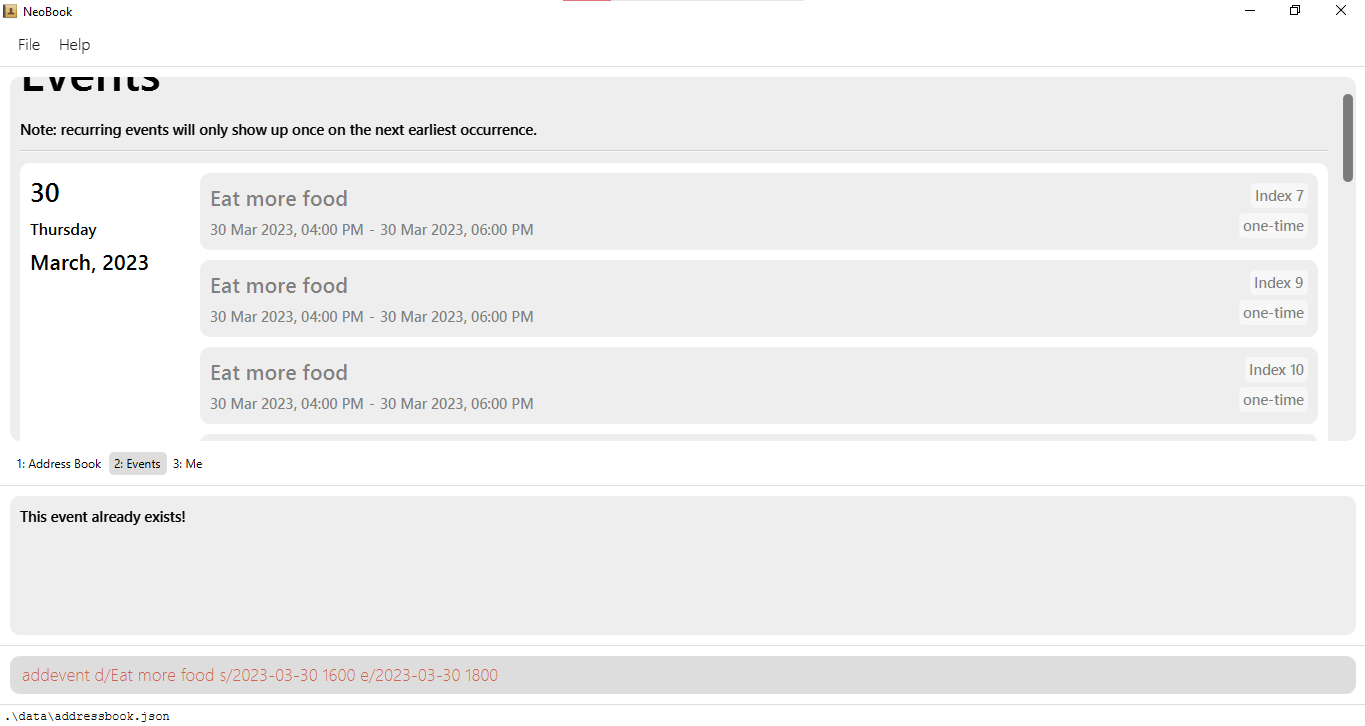 NeoBook
File Help
Events
Note: recurring events will only show up once on the next earliest occurrence.
30
Thursday
March, 2023
Eat more food
30 Mar 2023, 04:00 PM - 30 Mar 2023, 06:00 PM
Index 7
one-time
Eat more food
30 Mar 2023, 04:00 PM - 30 Mar 2023, 06:00 PM
Index 9
one-time
Eat more food
30 Mar 2023, 04:00 PM - 30 Mar 2023, 06:00 PM
Index 10
one-time
1: Address Book 2: Events 3: Me
This event already exists!
addevent d/Eat more food s/2023-03-30 1600 e/2023-03-30 1800
.\data\addressbook.json